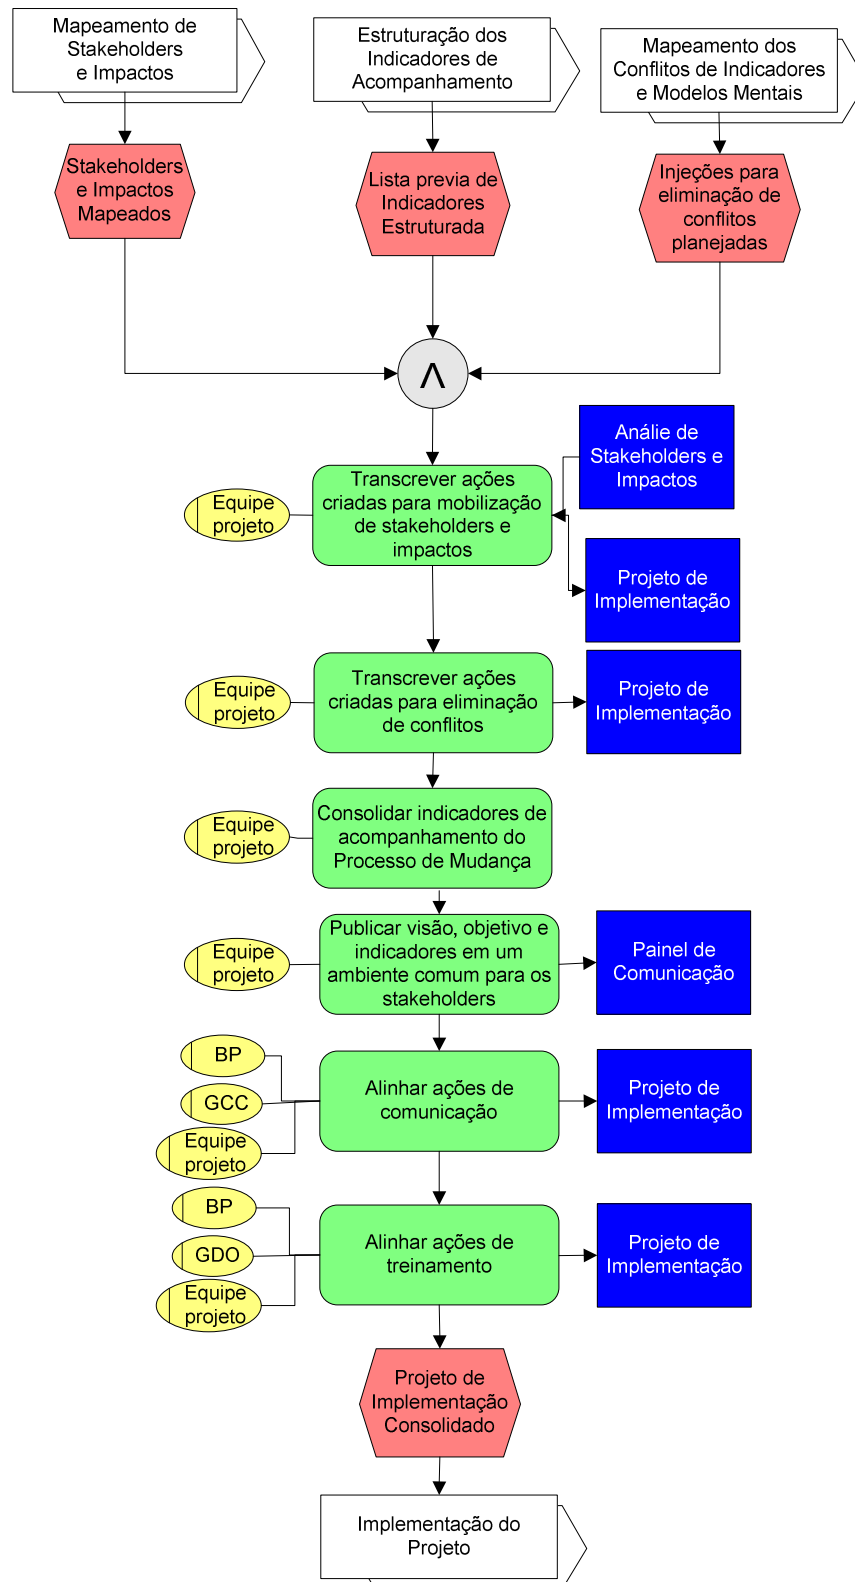 Mapeamento de
Stakeholders
e Impactos
Estruturação dos
Indicadores de
Acompanhamento
Mapeamento dos
Conflitos de Indicadores
e Modelos Mentais
Stakeholders
e Impactos
Mapeados
Lista previa de
Indicadores
Estruturada
Injeções para
eliminação de
conflitos
planejadas
Λ
Análie de
Stakeholders e
Impactos
Equipe
projeto
Transcrever ações
criadas para mobilização
de stakeholders e
impactos
Projeto de
Implementação
Equipe
projeto
Transcrever ações
criadas para eliminação
de conflitos
Projeto de
Implementação
Equipe
projeto
Consolidar indicadores de
acompanhamento do
Processo de Mudança
Equipe
projeto
Publicar visão, objetivo e
indicadores em um
ambiente comum para os
stakeholders
Painel de
Comunicação
BP
GCC
Equipe
projeto
Alinhar ações de
comunicação
Projeto de
Implementação
BP
GDO
Equipe
projeto
Alinhar ações de
treinamento
Projeto de
Implementação
Projeto de
Implementação
Consolidado
Implementação do
Projeto